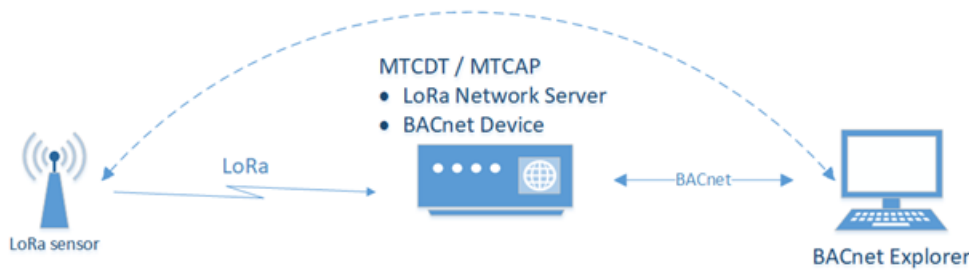 MTCDT / MTCAP
• LoRa Network Server
• BACnet Device
LoRa
BACnet
LoRa sensor
BACnet Explorer